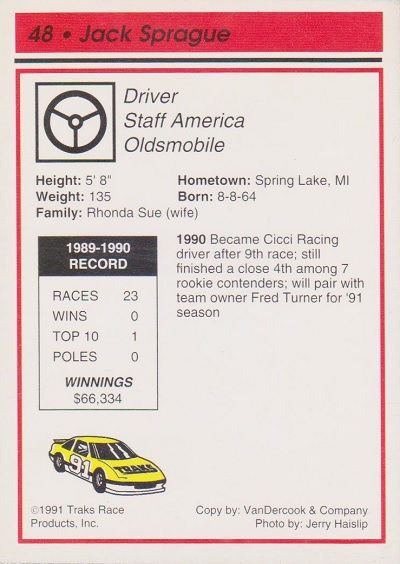 48 • Jack Sprague
Driver
Staff America
Oldsmobile
Height: 5' 8" Hometown: Spring Lake, MI
Weight: 135 Born: 8-8-64
Family: Rhonda Sue (wife)
1989-1990
RECORD
RACES 23
WINS 0
TOP 10 1
POLES 0
WINNINGS
$66,334
1990 Became Cicci Racing
driver after 9th race; still
finished a close 4th among 7
rookie contenders; will pair with
team owner Fred Turner for '91
season
91
TRAKS
©1991 Traks Race
Products, Inc.
Copy by: VanDercook & Company
Photo by: Jerry Haislip